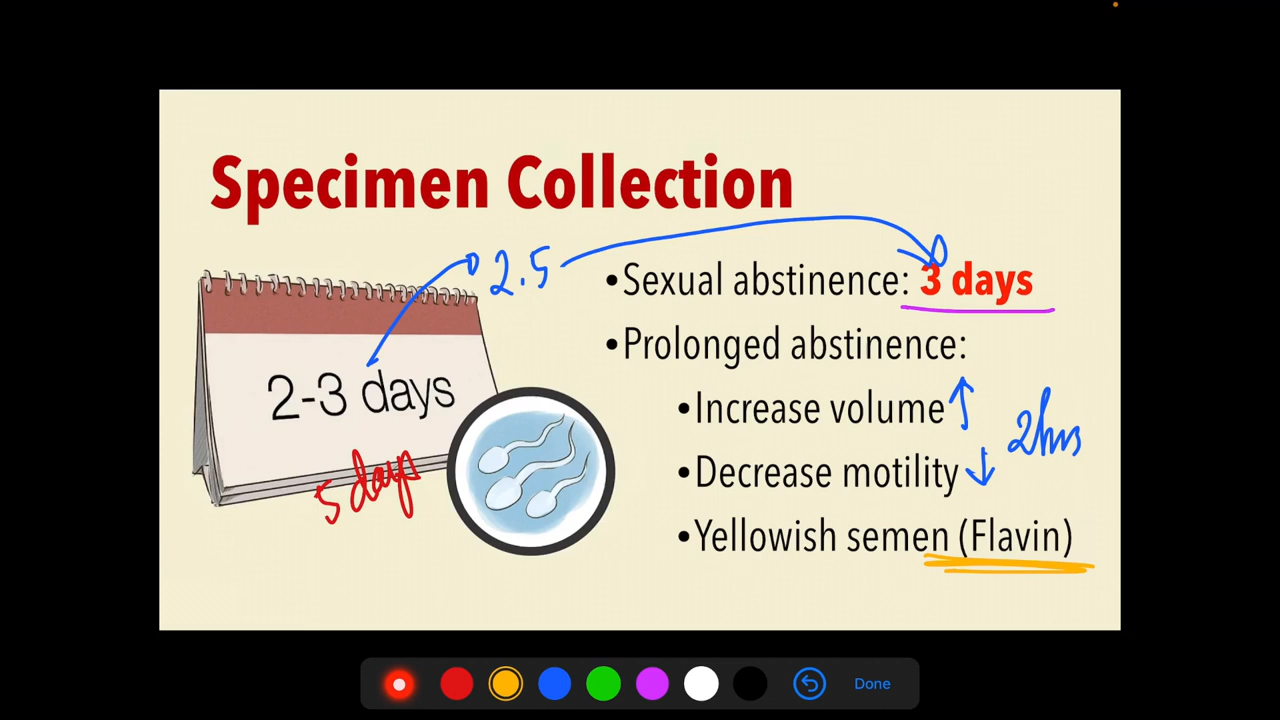 Specimen Collection
2.5
•Sexual abstinence: 3 days
•Prolonged abstinence:
2-3 days
•Increase volume↑
2hrs
•Decrease motility↓
5 days
•Yellowish semen (Flavin)
Done